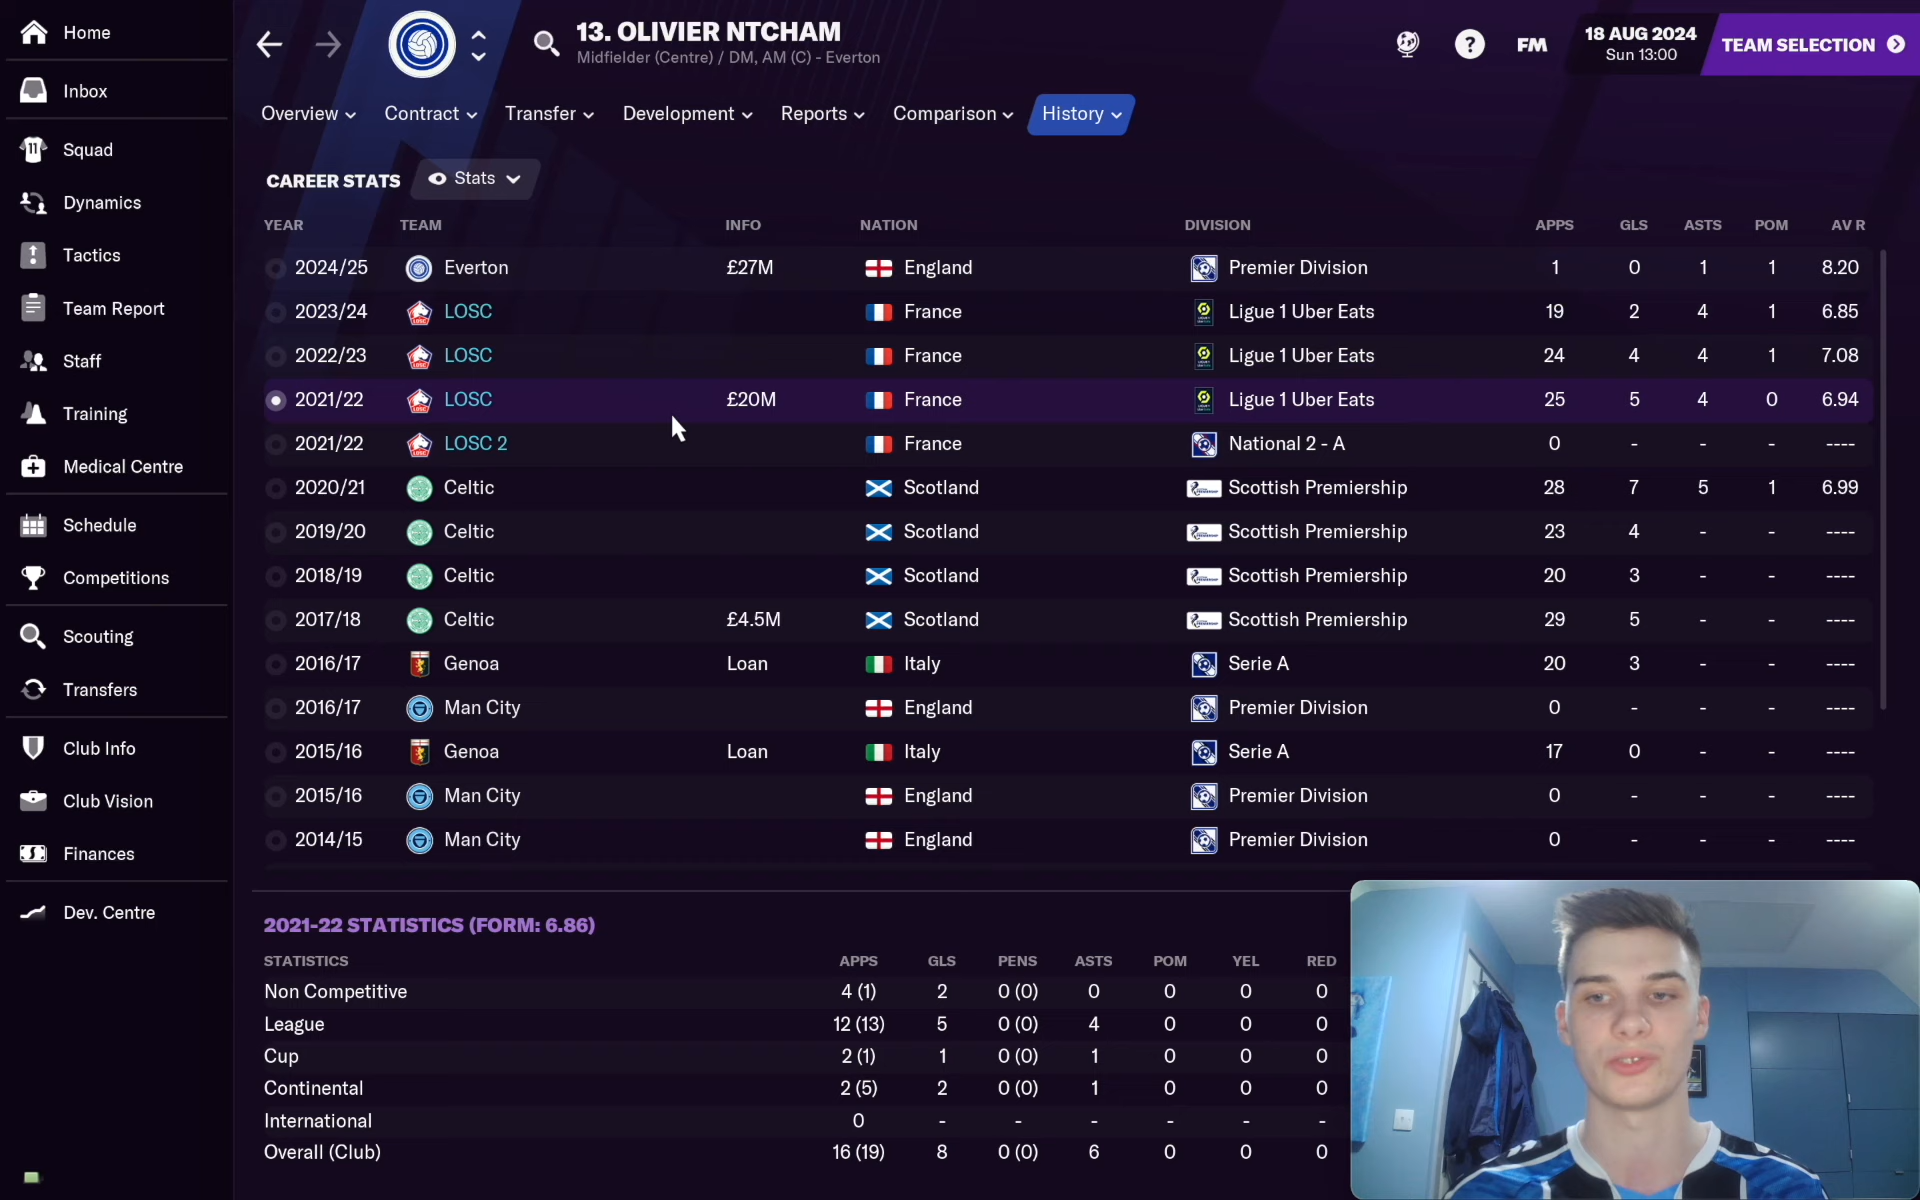 Home
Inbox
Squad
Dynamics
Tactics
Team Report
Staff
Training
Medical Centre
Schedule
Competitions
Scouting
Transfers
Club Info
Club Vision
Finances
Dev. Centre
13. OLIVIER NTCHAM
Midfielder (Centre) / DM, AM (C) - Everton
? FM 18 AUG 2024
Sun 13:00
TEAM SELECTION
Overview Contract Transfer Development Reports Comparison History
CAREER STATS Stats
YEAR TEAM INFO NATION DIVISION APPS GLS ASTS POM AV R
2024/25 Everton £27M England Premier Division 1 0 1 1 8.20
2023/24 LOSC France Ligue 1 Uber Eats 19 2 4 1 6.85
2022/23 LOSC France Ligue 1 Uber Eats 24 4 4 1 7.08
2021/22 LOSC £20M France Ligue 1 Uber Eats 25 5 4 0 6.94
2021/22 LOSC 2 France National 2 - A 0 - - - ----
2020/21 Celtic Scotland Scottish Premiership 28 7 5 1 6.99
2019/20 Celtic Scotland Scottish Premiership 23 4 - - ----
2018/19 Celtic Scotland Scottish Premiership 20 3 - - ----
2017/18 Celtic £4.5M Scotland Scottish Premiership 29 5 - - ----
2016/17 Genoa Loan Italy Serie A 20 3 - - ----
2016/17 Man City England Premier Division 0 - - - ----
2015/16 Genoa Loan Italy Serie A 17 0 - - ----
2015/16 Man City England Premier Division 0 - - - ----
2014/15 Man City England Premier Division 0 - - - ----
2021-22 STATISTICS (FORM: 6.86)
STATISTICS APPS GLS PENS ASTS POM YEL RED
Non Competitive 4 (1) 2 0 (0) 0 0 0 0
League 12 (13) 5 0 (0) 4 0 0 0
Cup 2 (1) 1 0 (0) 1 0 0 0
Continental 2 (5) 2 0 (0) 1 0 0 0
International 0 - - - - - -
Overall (Club) 16 (19) 8 0 (0) 6 0 0 0